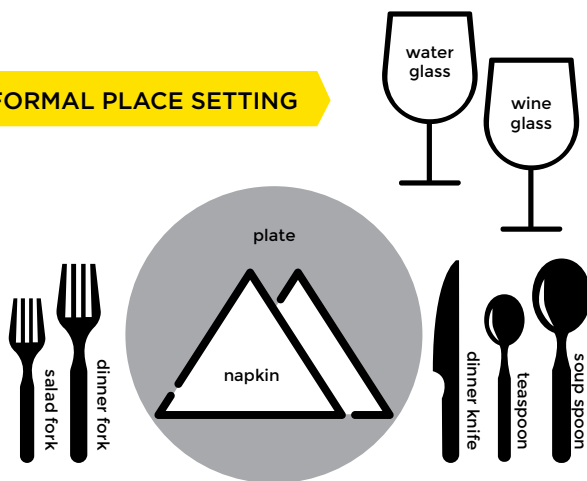 FORMAL PLACE SETTING
water
glass
wine
glass
plate
napkin
salad fork
dinner fork
dinner knife
teaspoon
soup spoon